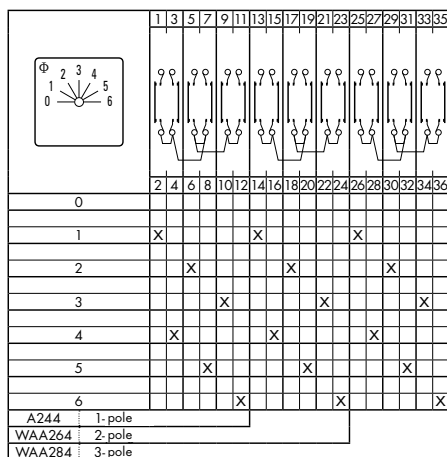 1 3 5 7 9 11 13 15 17 19 21 23 25 27 29 31 33 35
Φ
0 1 2 3 4 5 6
2 4 6 8 10 12 14 16 18 20 22 24 26 28 30 32 34 36
0
1 X X X
2 X X X
3 X X X
4 X X X
5 X X X
6 X X X
A244 1- pole
WAA264 2- pole
WAA284 3- pole